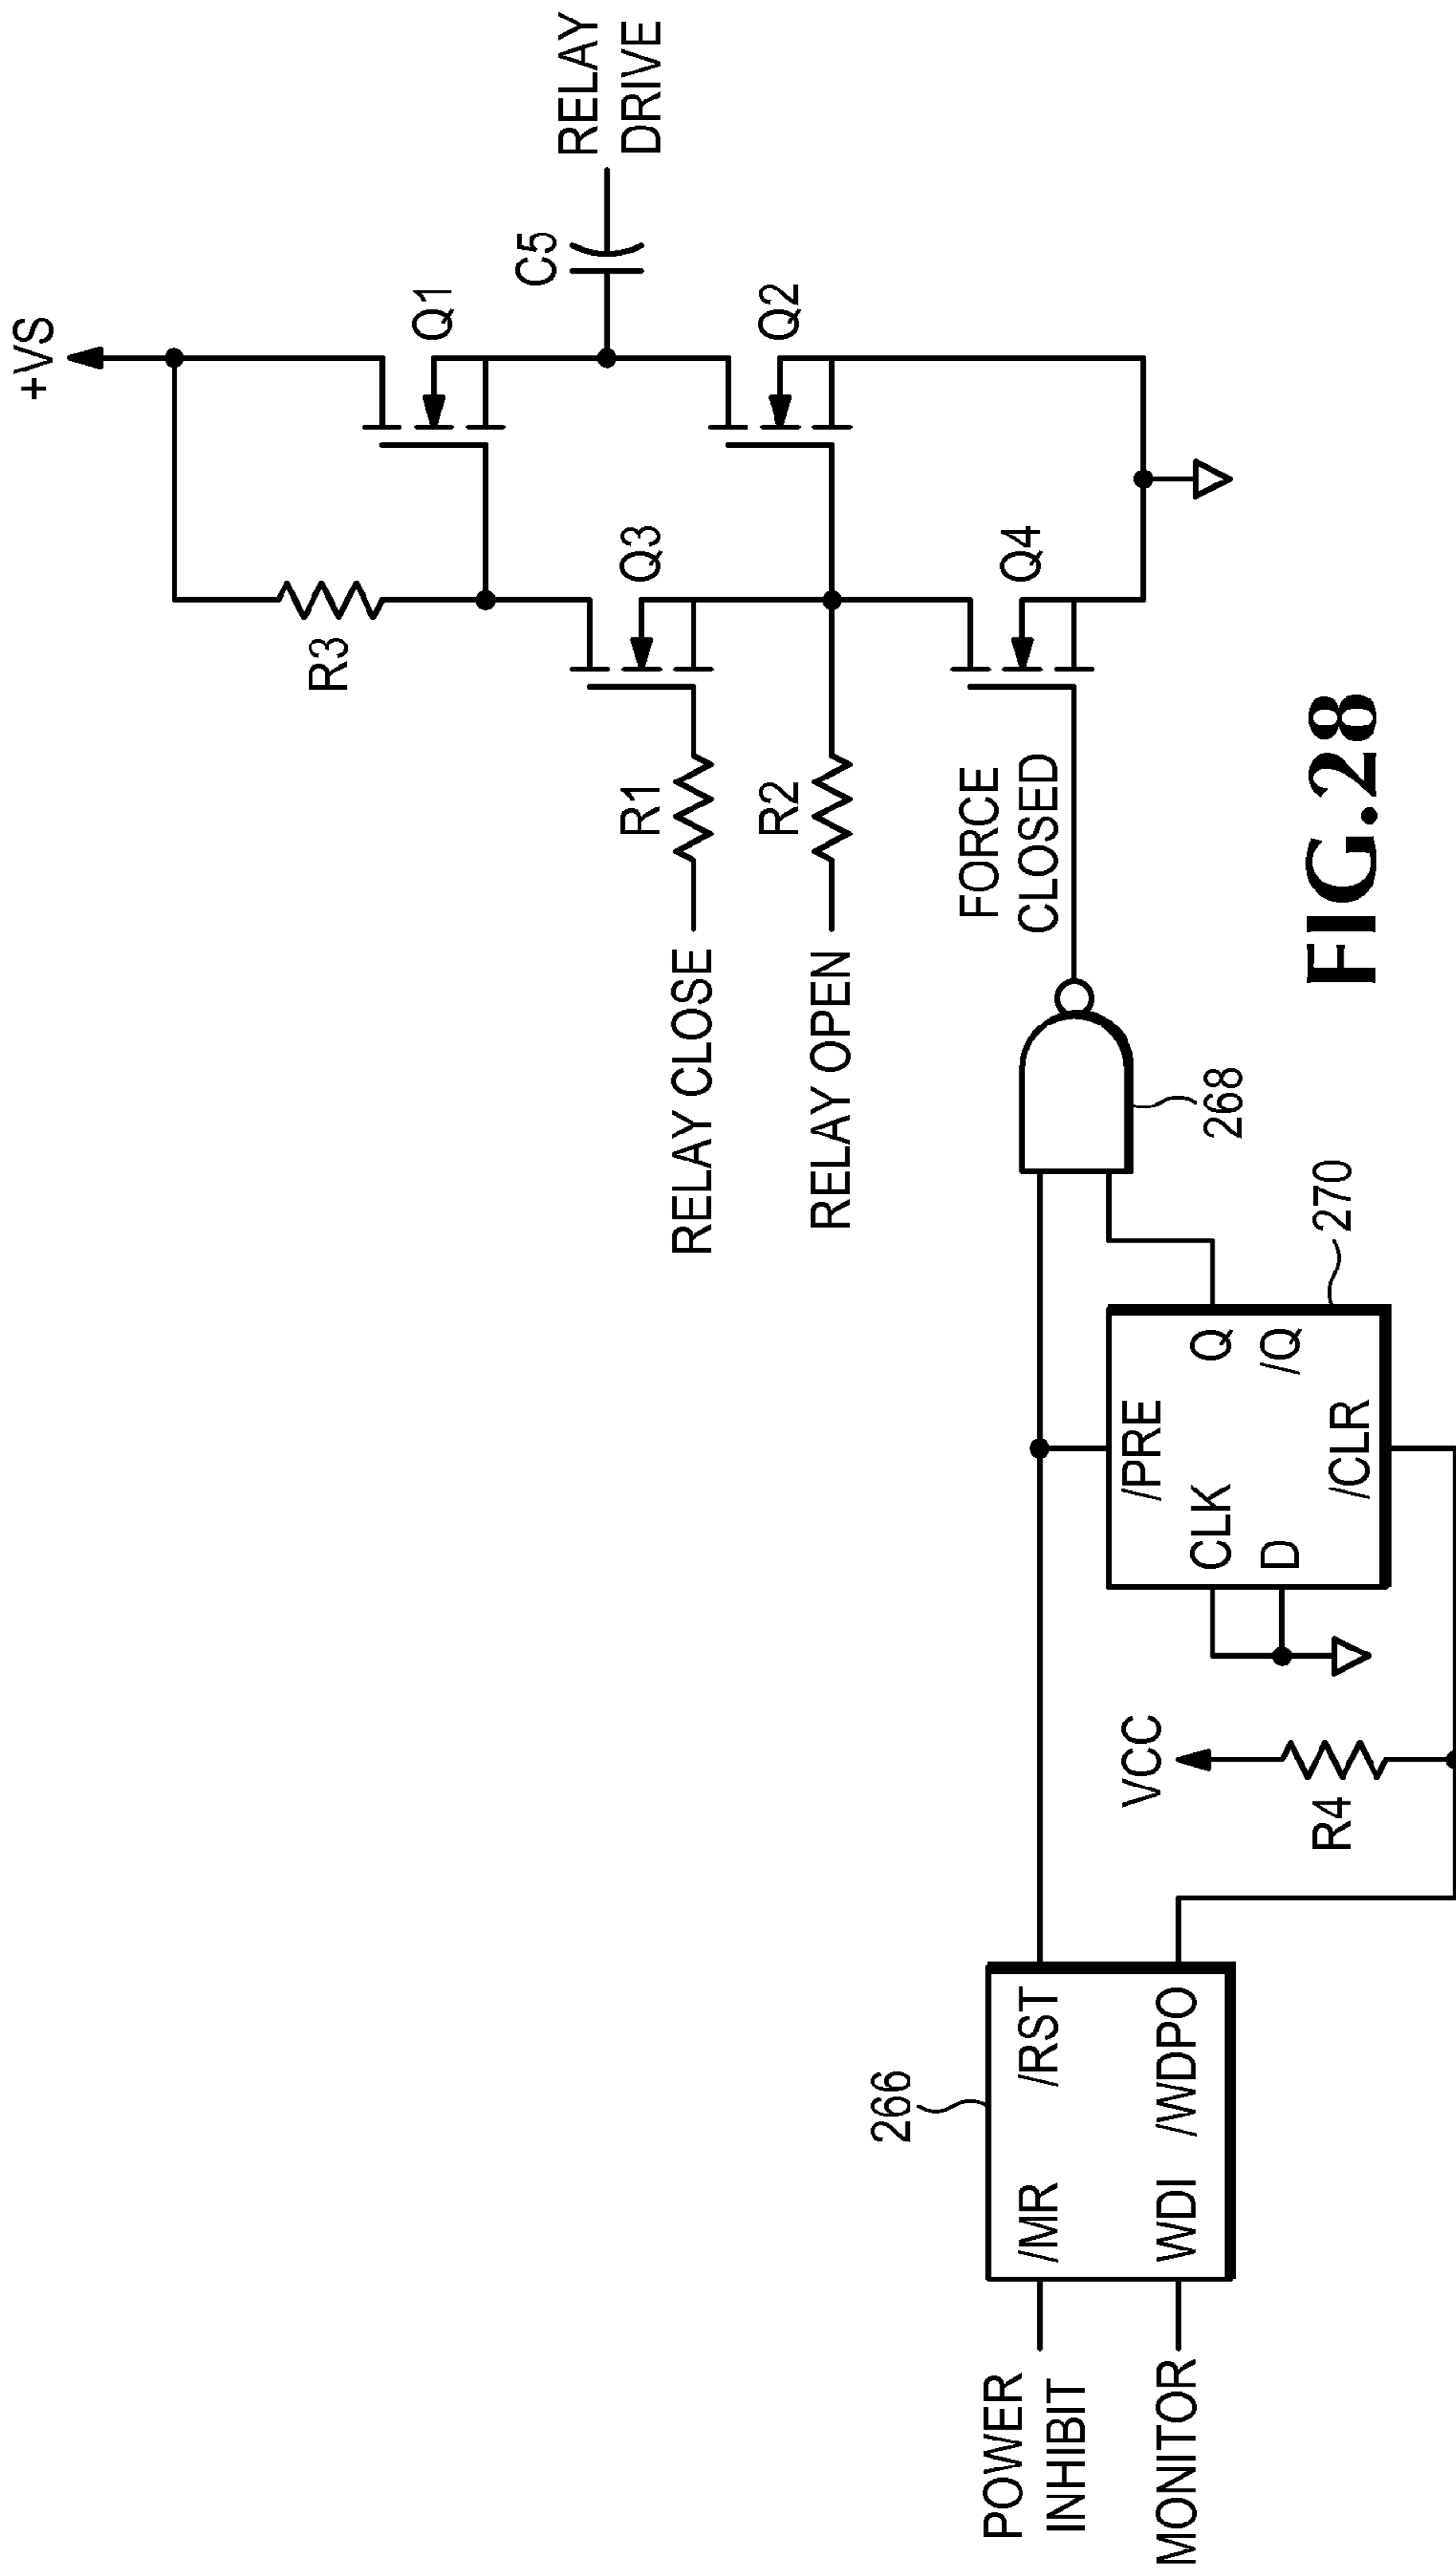 +VS
R3
Q1
C5
RELAY
DRIVE
Q3
Q2
RELAY CLOSE
R1
RELAY OPEN
R2
Q4
FORCE
CLOSED
266
POWER
INHIBIT
/MR
/RST
MONITOR
WDI
/WDPO
VCC
R4
/PRE
CLK
Q
D
/Q
/CLR
268
270
FIG.28